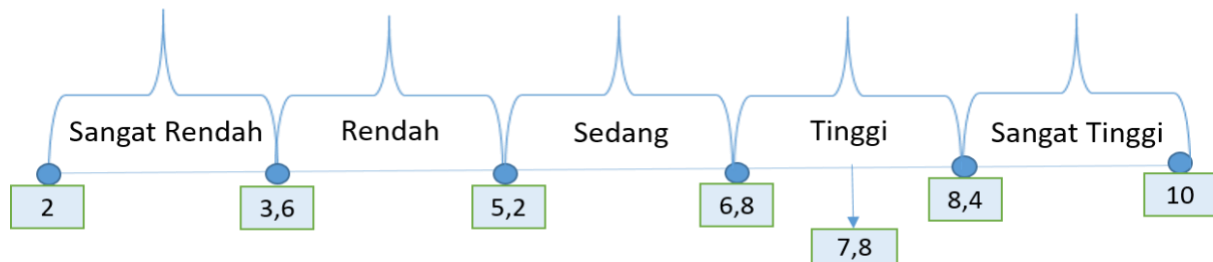 Sangat Rendah
Rendah
Sedang
Tinggi
Sangat Tinggi
2
3,6
5,2
6,8
8,4
10
7,8